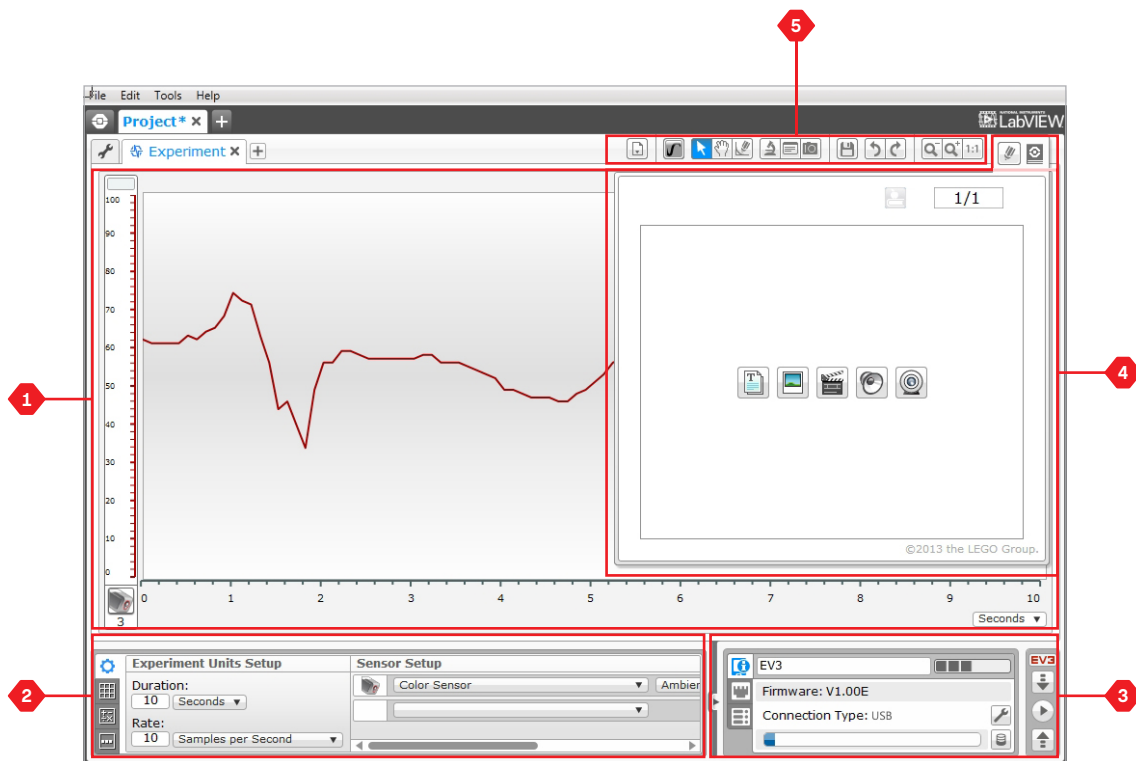 5
File Edit Tools Help
Project*
NATIONAL INSTRUMENTS
LabVIEW
Experiment
1:1
1/1
100
90
80
70
60
50
40
30
20
10
0
T
©2013 the LEGO Group.
1
4
0 1 2 3 4 5 6 7 8 9 10
3
Seconds
2
Experiment Units Setup
Duration:
10 Seconds
Rate:
10 Samples per Second
Sensor Setup
Color Sensor
Ambier
EV3
Firmware: V1.00E
Connection Type: USB
EV3
3